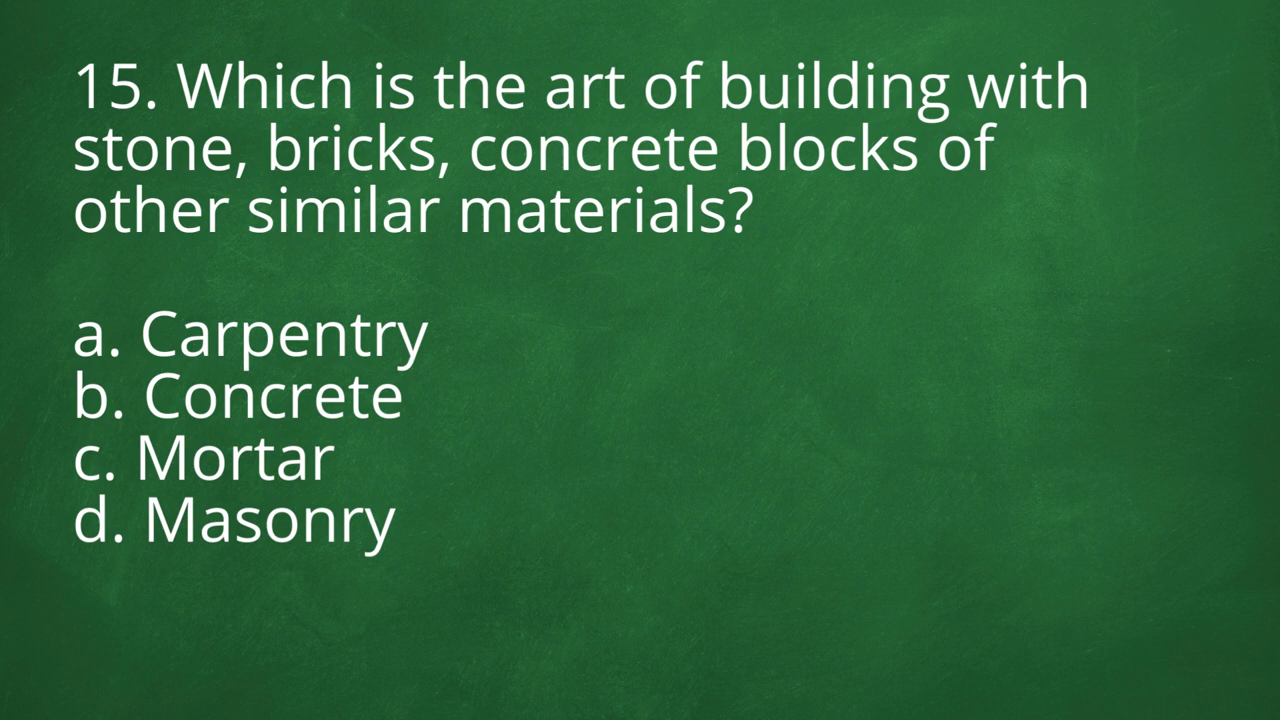 15. Which is the art of building with
stone, bricks, concrete blocks of
other similar materials?
a. Carpentry
b. Concrete
c. Mortar
d. Masonry